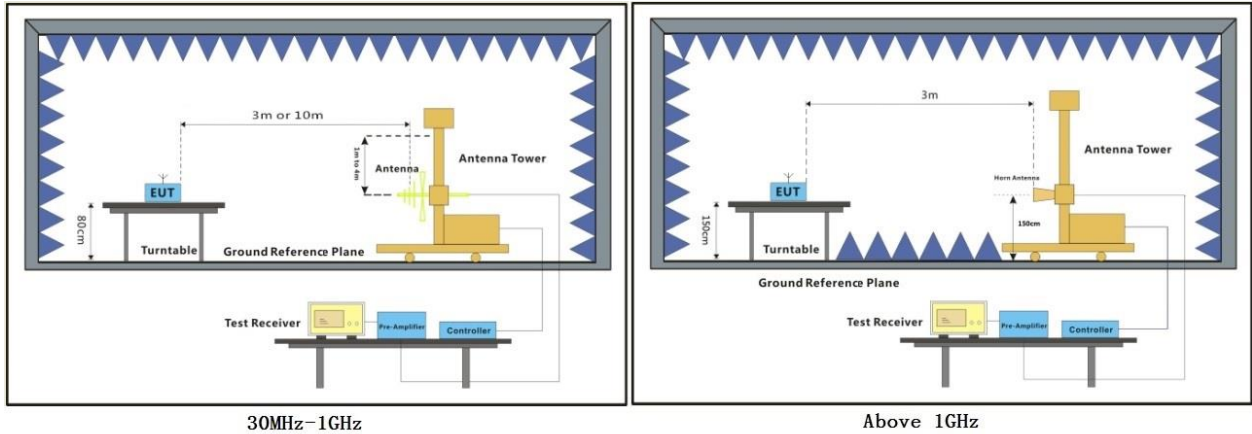 3m or 10m
1m to 4m
Antenna
Antenna Tower
EUT
80cm
Turntable
Ground Reference Plane
Test Receiver
Pre-Amplifier
Controller
30MHz-1GHz
3m
Antenna Tower
Horn Antenna
EUT
150cm
150cm
Turntable
Ground Reference Plane
Test Receiver
Pre-Amplifier
Controller
Above 1GHz